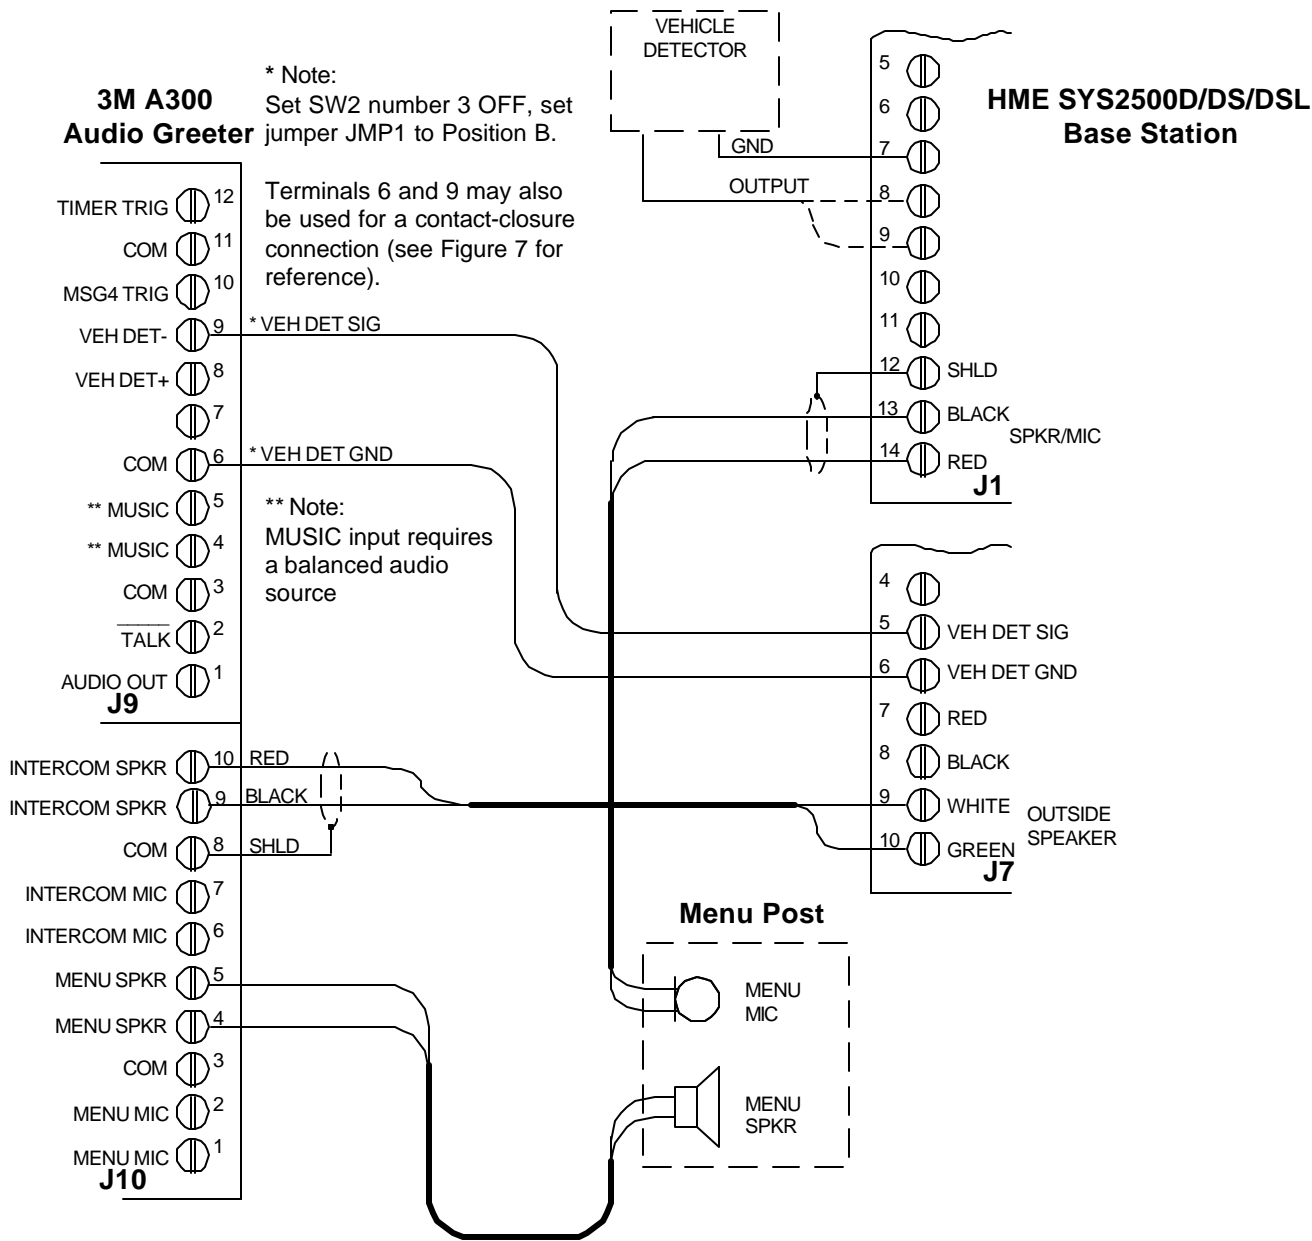 VEHICLE
DETECTOR
* Note:
Set SW2 number 3 OFF, set
jumper JMP1 to Position B.
Terminals 6 and 9 may also
be used for a contact-closure
connection (see Figure 7 for
reference).
3M A300
Audio Greeter
HME SYS2500D/DS/DSL
Base Station
GND
OUTPUT
TIMER TRIG 12
COM 11
MSG4 TRIG 10
VEH DET- 9 * VEH DET SIG
VEH DET+ 8
7
COM 6 * VEH DET GND
** MUSIC 5
** MUSIC 4
COM 3
TALK 2
AUDIO OUT 1
J9
** Note:
MUSIC input requires
a balanced audio
source
5
6
7
8
9
10
11
12 SHLD
13 BLACK
SPKR/MIC
14 RED
J1
4
5 VEH DET SIG
6 VEH DET GND
7 RED
8 BLACK
9 WHITE
OUTSIDE
SPEAKER
10 GREEN
J7
INTERCOM SPKR 10 RED
INTERCOM SPKR 9 BLACK
COM 8 SHLD
INTERCOM MIC 7
INTERCOM MIC 6
MENU SPKR 5
MENU SPKR 4
COM 3
MENU MIC 2
MENU MIC 1
J10
Menu Post
MENU
MIC
MENU
SPKR